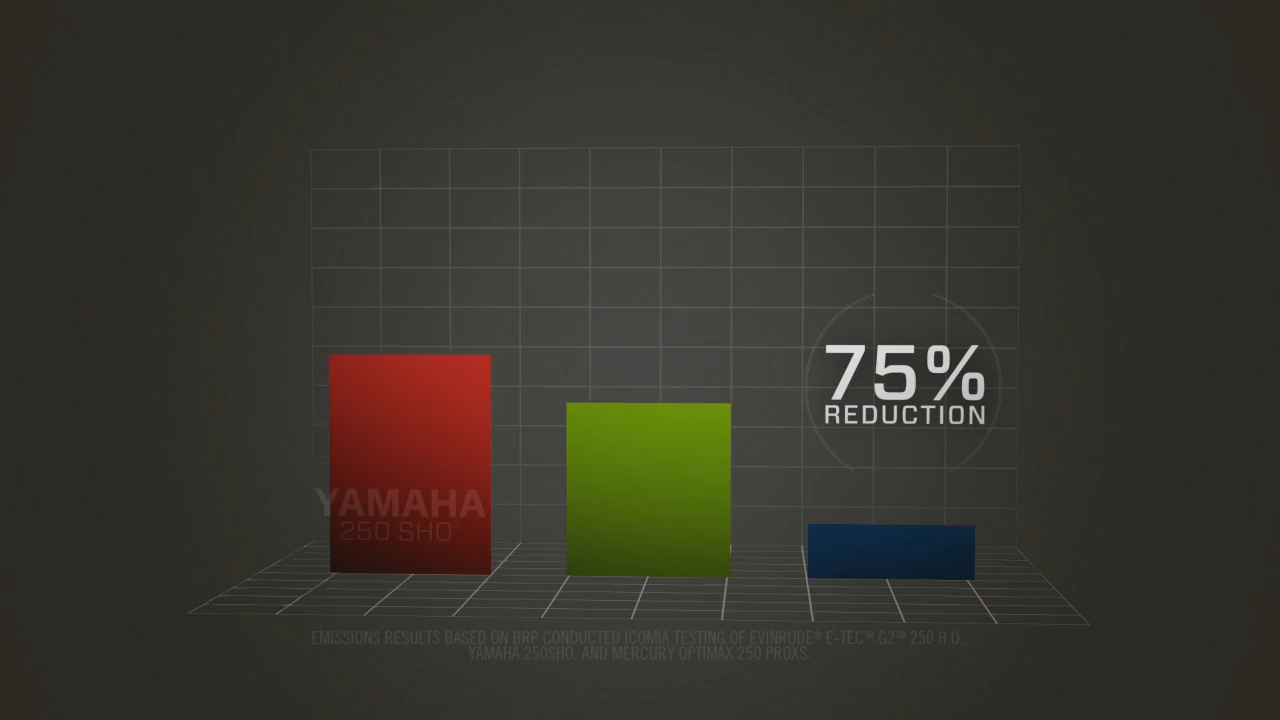 75%
REDUCTION
YAMAHA
250 SHO®
EMISSIONS RESULTS BASED ON BRP CONDUCTED ICOMIA TESTING OF EVINRUDE® E-TEC™ G2™ 250 H.O.,
YAMAHA 250SHO, AND MERCURY OPTIMAX 250 PROXS.